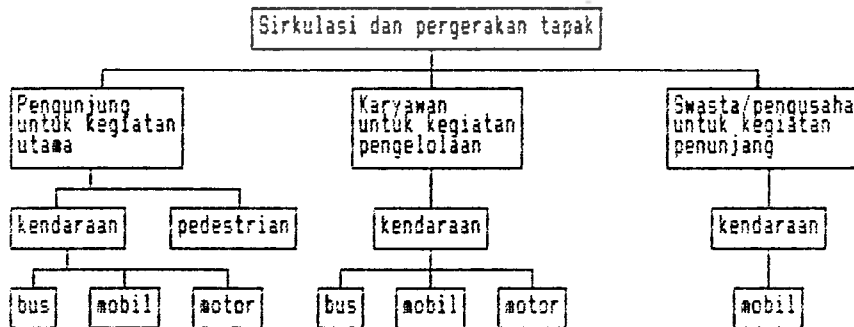 Sirkulasi dan pergerakan tapak
Pengunjung
untuk kegiatan
utama
Karyawan
untuk kegiatan
pengelolaan
Swasta/pengusaha
untuk kegiatan
penunjang
kendaraan
pedestrian
kendaraan
kendaraan
bus
mobil
motor
bus
mobil
motor
mobil